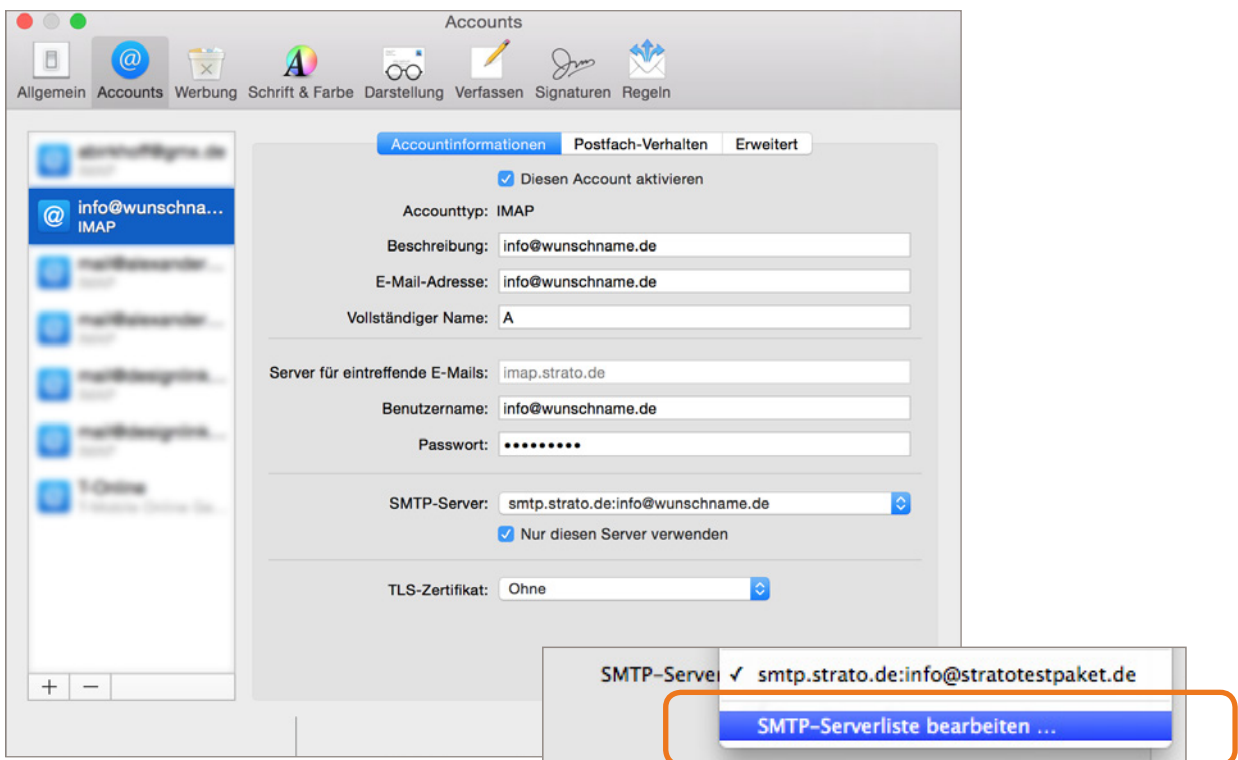 Accounts
Allgemein Accounts Werbung Schrift & Farbe Darstellung Verfassen Signaturen Regeln
info@wunschna...
IMAP
T-Online
Accountinformationen Postfach-Verhalten Erweitert
Diesen Account aktivieren
Accounttyp: IMAP
Beschreibung: info@wunschname.de
E-Mail-Adresse: info@wunschname.de
Vollständiger Name: A
Server für eintreffende E-Mails: imap.strato.de
Benutzername: info@wunschname.de
Passwort: •••••••••
SMTP-Server: smtp.strato.de:info@wunschname.de
Nur diesen Server verwenden
TLS-Zertifikat: Ohne
SMTP-Server ✓ smtp.strato.de:info@stratotestpaket.de
SMTP-Serverliste bearbeiten ...